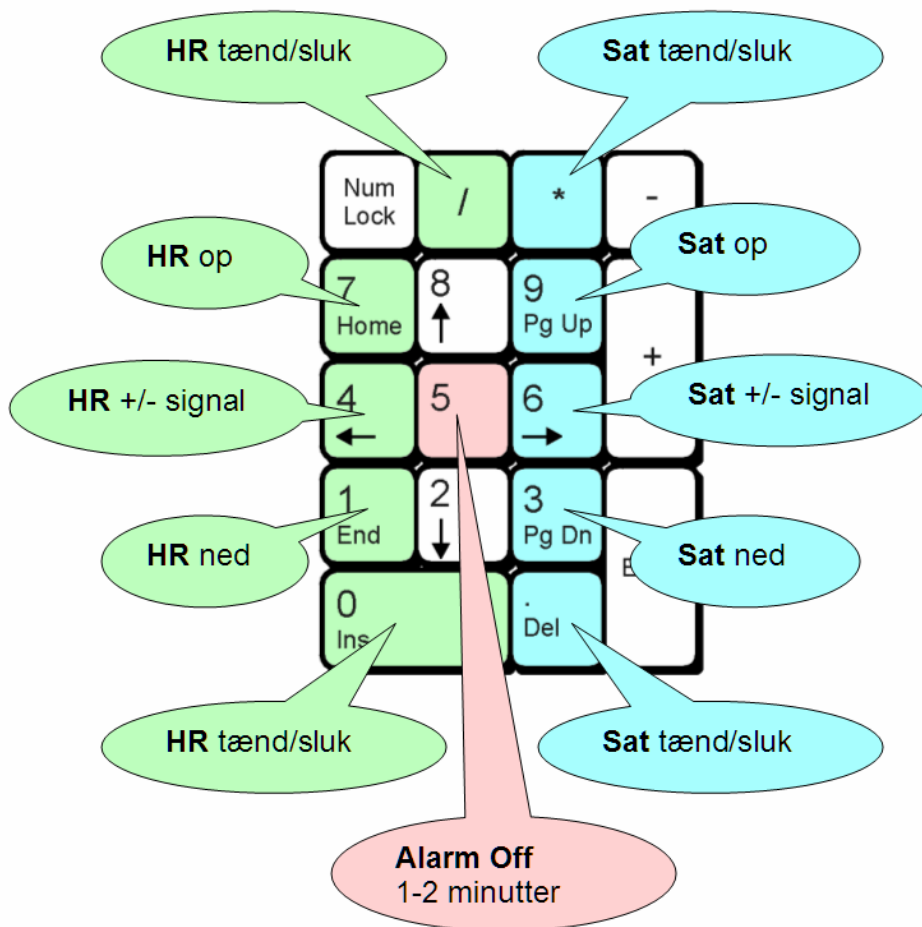 HR tænd/sluk
Sat tænd/sluk
Num
Lock
/
*
-
HR op
Sat op
7
Home
8
9
Pg Up
+
HR +/- signal
4
5
6
Sat +/- signal
HR ned
1
End
2
3
Pg Dn
Sat ned
0
Ins
.
Del
HR tænd/sluk
Sat tænd/sluk
Alarm Off
1-2 minutter